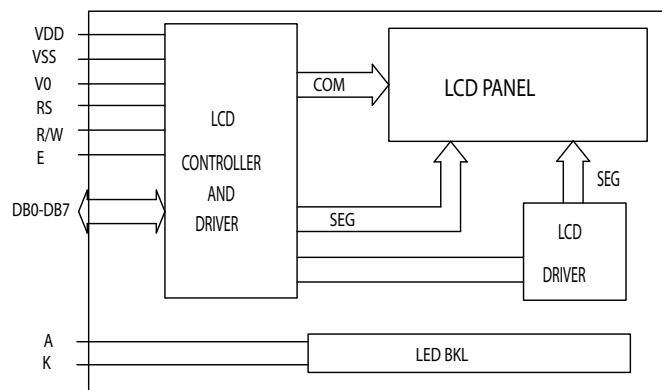 VDD
VSS
V0
RS
R/W
E
DB0-DB7
A
K
LCD
CONTROLLER
AND
DRIVER
COM
SEG
LCD PANEL
SEG
LCD
DRIVER
LED BKL